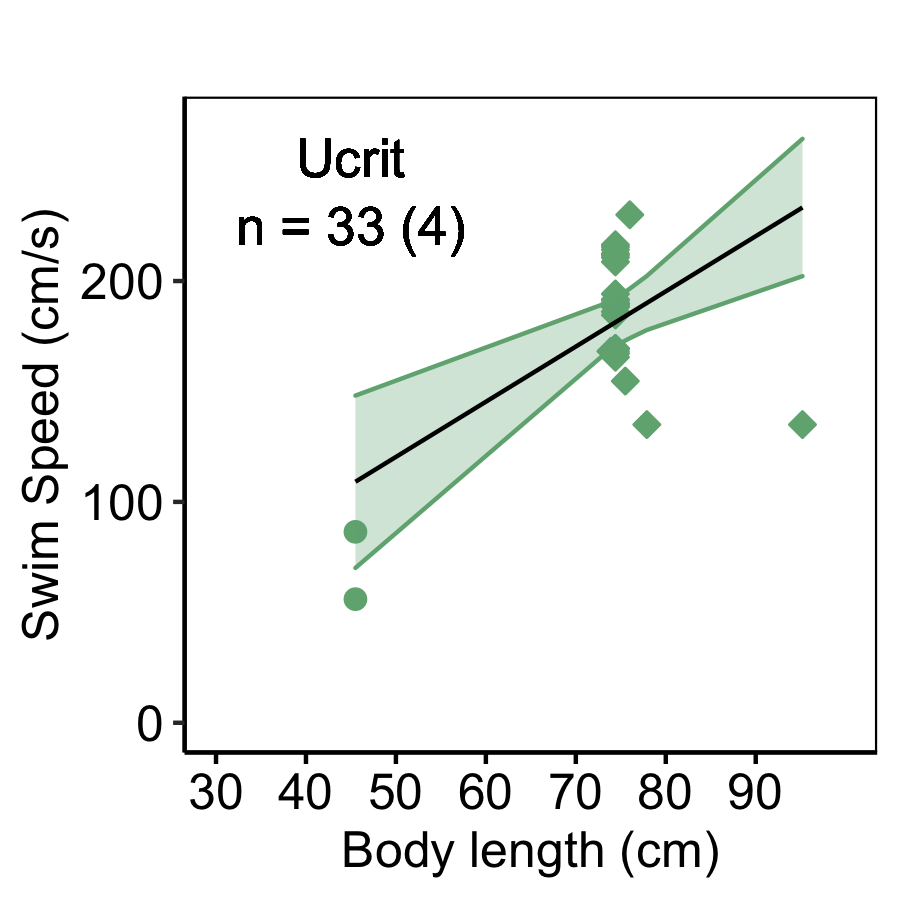 Ucrit
n = 33 (4)
Swim Speed (cm/s)
200
100
0
30 40 50 60 70 80 90
Body length (cm)